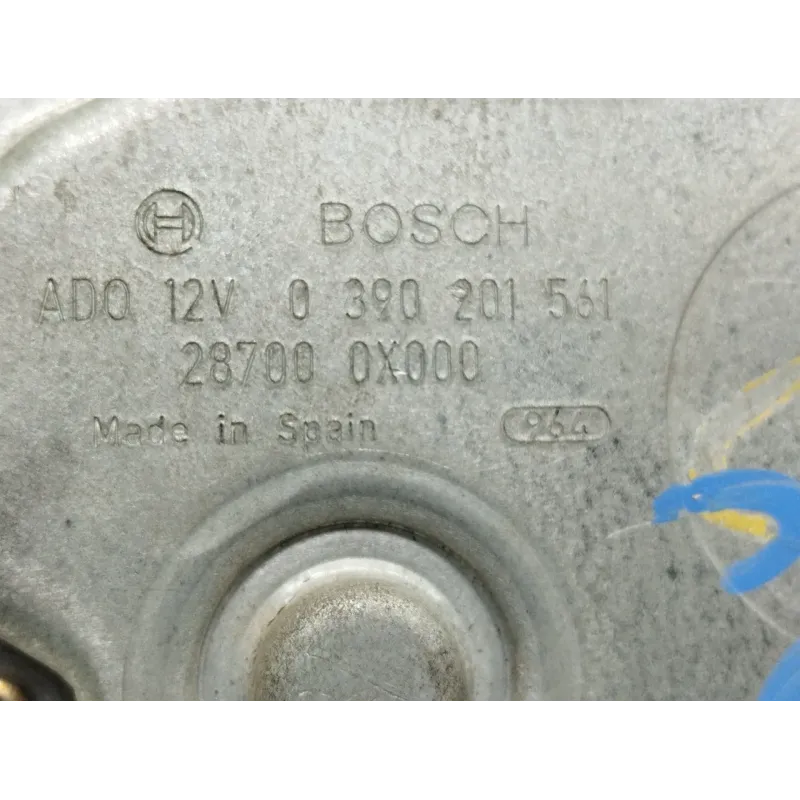 BOSCH
ADO 12V 0 390 201 561
28700 0X000
Made in Spain 964